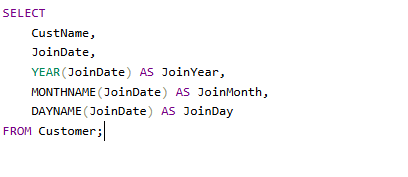 SELECT
    CustName,
    JoinDate,
    YEAR(JoinDate) AS JoinYear,
    MONTHNAME(JoinDate) AS JoinMonth,
    DAYNAME(JoinDate) AS JoinDay
FROM Customer;